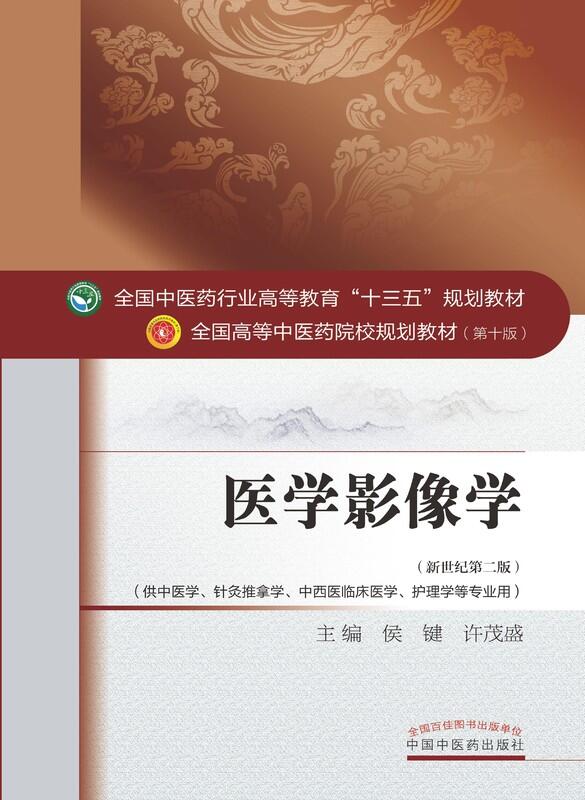 全国中医药行业高等教育“十三五”规划教材
全国高等中医药院校规划教材（第十版）
医学影像学
（新世纪第二版）
（供中医学、针灸推拿学、中西医临床医学、护理学等专业用）
主编 侯 键 许茂盛
全国百佳图书出版单位
中国中医药出版社